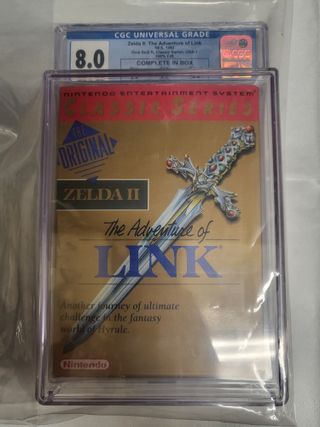 CGC UNIVERSAL GRADE
8.0
Zelda II: The Adventure of Link
COMPLETE IN BOX
NINTENDO ENTERTAINMENT SYSTEM
CLASSIC SERIES
THE
ORIGINAL
ZELDA II
The Adventure of
LINK
Another journey of ultimate
challenge in the fantasy
world of Hyrule.
Nintendo